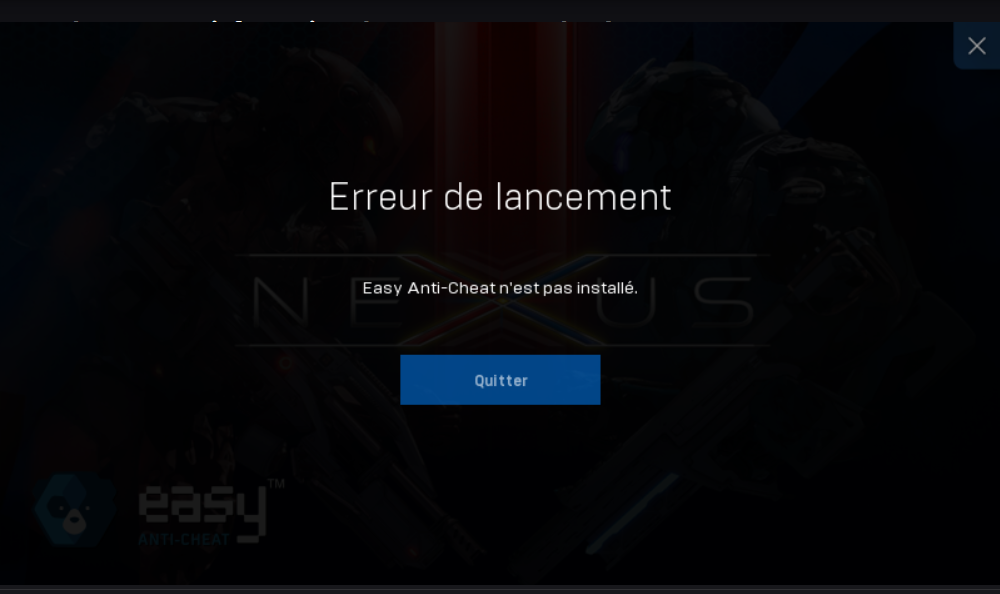 Erreur de lancement
NEXUS
Easy Anti-Cheat n'est pas installé.
Quitter
easy™
ANTI-CHEAT